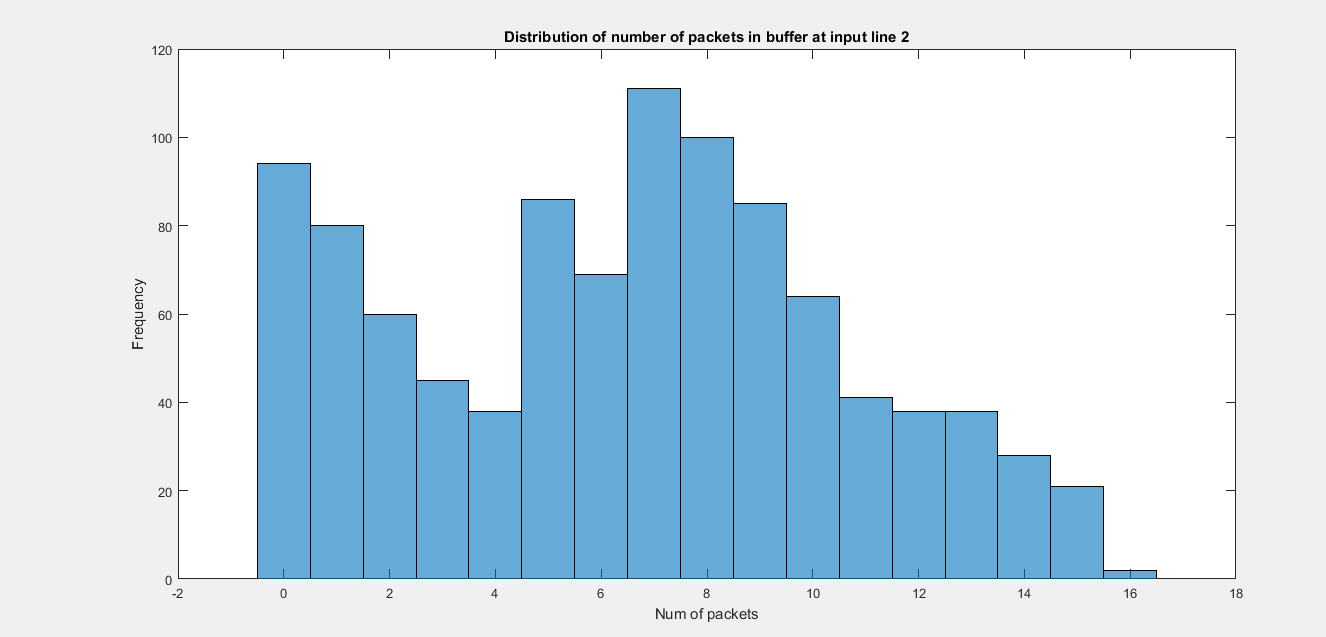 Distribution of number of packets in buffer at input line 2
120
100
80
60
40
20
0
Frequency
-2 0 2 4 6 8 10 12 14 16 18
Num of packets